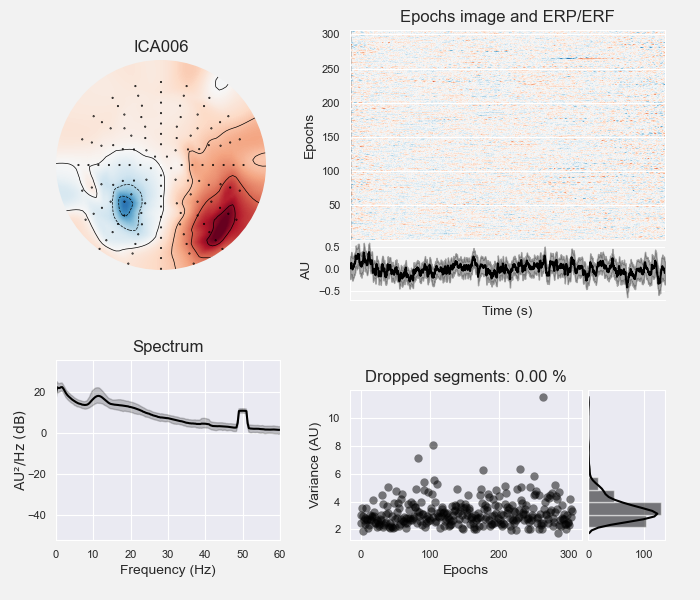 ICA006
Epochs image and ERP/ERF
Epochs
300
250
200
150
100
50
AU
0.5
0.0
−0.5
Time (s)
Spectrum
AU²/Hz (dB)
20
0
−20
−40
0 10 20 30 40 50 60
Frequency (Hz)
Dropped segments: 0.00 %
Variance (AU)
10
8
6
4
2
0 100 200 300
Epochs
0 100